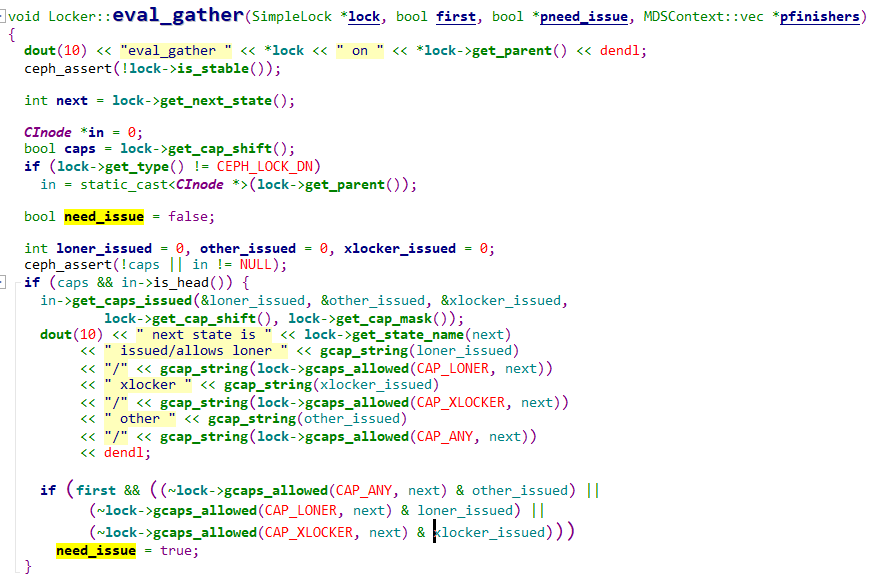 void Locker::eval_gather(SimpleLock *lock, bool first, bool *pneed_issue, MDSContext::vec *pfinishers)
{
  dout(10) << "eval_gather " << *lock << " on " << *lock->get_parent() << dendl;
  ceph_assert(!lock->is_stable());
  int next = lock->get_next_state();
  CInode *in = 0;
  bool caps = lock->get_cap_shift();
  if (lock->get_type() != CEPH_LOCK_DN)
    in = static_cast<CInode *>(lock->get_parent());
  bool need_issue = false;
  int loner_issued = 0, other_issued = 0, xlocker_issued = 0;
  ceph_assert(!caps || in != NULL);
  if (caps && in->is_head()) {
    in->get_caps_issued(&loner_issued, &other_issued, &xlocker_issued,
            lock->get_cap_shift(), lock->get_cap_mask());
    dout(10) << " next state is " << lock->get_state_name(next)
         << " issued/allows loner " << gcap_string(loner_issued)
         << "/" << gcap_string(lock->gcaps_allowed(CAP_LONER, next))
         << " xlocker " << gcap_string(xlocker_issued)
         << "/" << gcap_string(lock->gcaps_allowed(CAP_XLOCKER, next))
         << " other " << gcap_string(other_issued)
         << "/" << gcap_string(lock->gcaps_allowed(CAP_ANY, next))
         << dendl;
    if (first && ((~lock->gcaps_allowed(CAP_ANY, next) & other_issued) ||
          (~lock->gcaps_allowed(CAP_LONER, next) & loner_issued) ||
          (~lock->gcaps_allowed(CAP_XLOCKER, next) & xlocker_issued)))
      need_issue = true;
  }